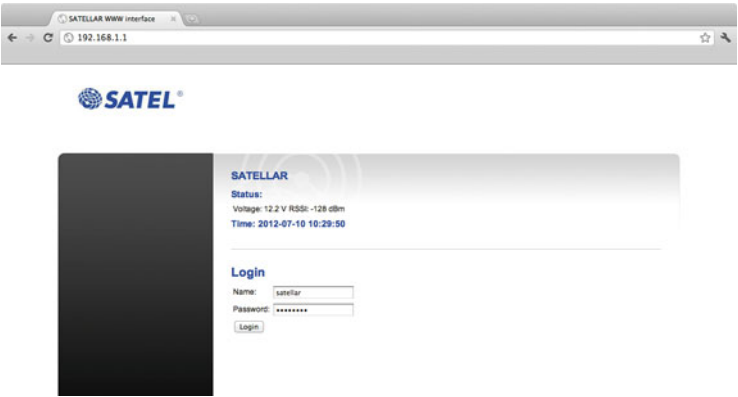 SATELLAR WWW interface
192.168.1.1
SATEL®
SATELLAR
Status:
Voltage: 12.2 V RSSI: -128 dBm
Time: 2012-07-10 10:29:50
Login
Name: satellar
Password: ••••••••
Login